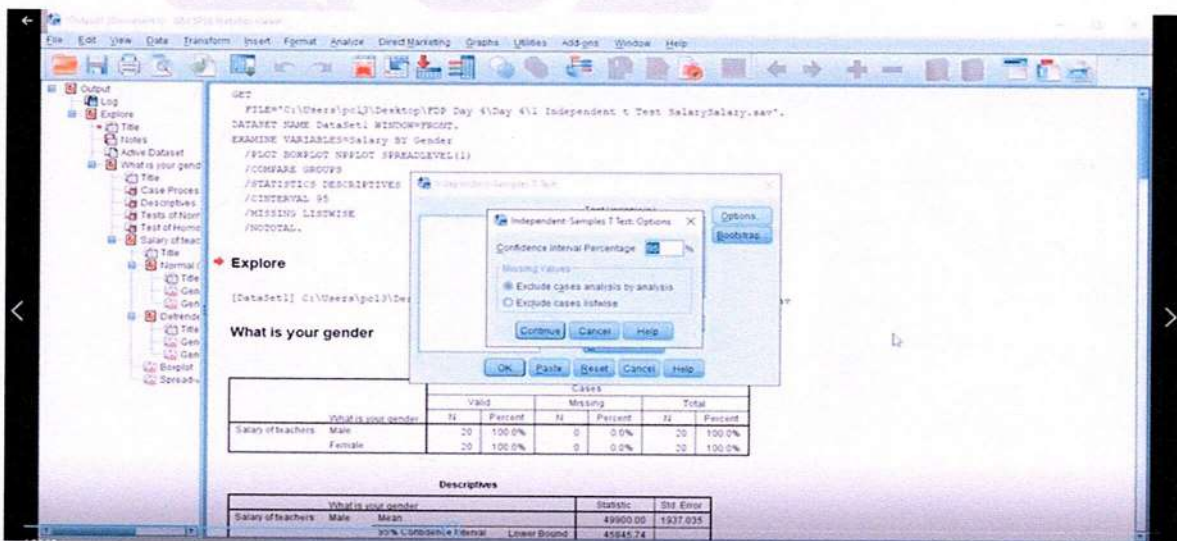 File Edit View Data Transform Insert Format Analyze Direct Marketing Graphs Utilities Add-ons Window Help
Output
Log
Explore
Title
Notes
Active Dataset
What is your gend
Title
Case Proces
Descriptives
Tests of Norm
Test of Homo
Salary of teac
Title
Normal
Title
Gen
Gen
Detrende
Title
Gen
Gen
Boxplot
GET
FILE='C:\Users\pcl3\Desktop\FDP Day 4\Day 4\1 Independent t Test SalarySalary.sav'.
DATASET NAME DataSet1 WINDOW=FRONT.
EXAMINE VARIABLES=Salary BY Gender
/PLOT BOXPLOT NPPLOT SPREADLEVEL(1)
/COMPARE GROUPS
/STATISTICS DESCRIPTIVES
/CINTERVAL 95
/MISSING LISTWISE
/NOTOTAL.
Explore
[DataSet1] C:\Users\pcl3\Des
What is your gender
Independent-Samples T Test
Options...
Bootstrap...
Independent-Samples T Test: Options
Confidence Interval Percentage: 95 %
Missing Values
Exclude cases analysis by analysis
Exclude cases listwise
Continue Cancel Help
OK Paste Reset Cancel Help
Cases
Valid Missing Total
What is your gender N Percent N Percent N Percent
Salary of teachers Male 20 100.0% 0 0.0% 20 100.0%
Female 20 100.0% 0 0.0% 20 100.0%
Descriptives
What is your gender Statistic Std. Error
Salary of teachers Male Mean 49900.00 1937.035
95% Confidence Interval Lower Bound 45845.74